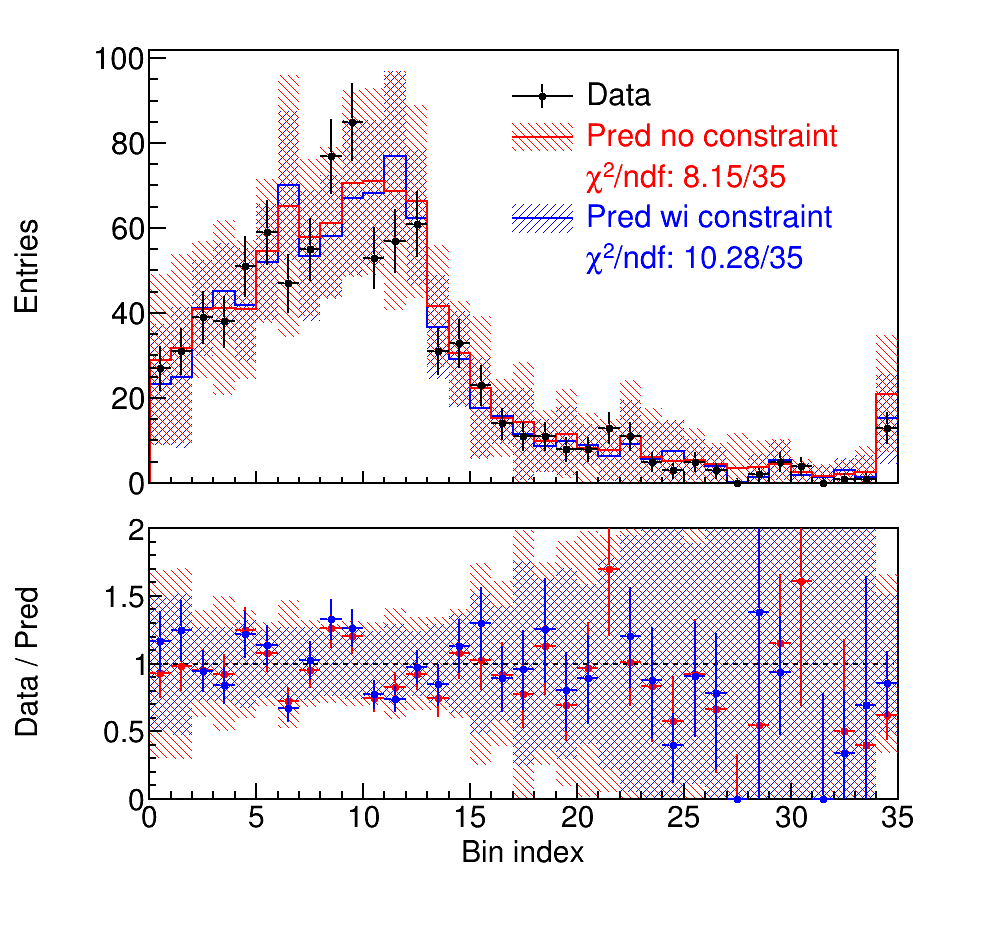 100
80
60
40
20
0
Entries
Data
Pred no constraint
χ²/ndf: 8.15/35
Pred wi constraint
χ²/ndf: 10.28/35
2
1.5
1
0.5
0
Data / Pred
0 5 10 15 20 25 30 35
Bin index